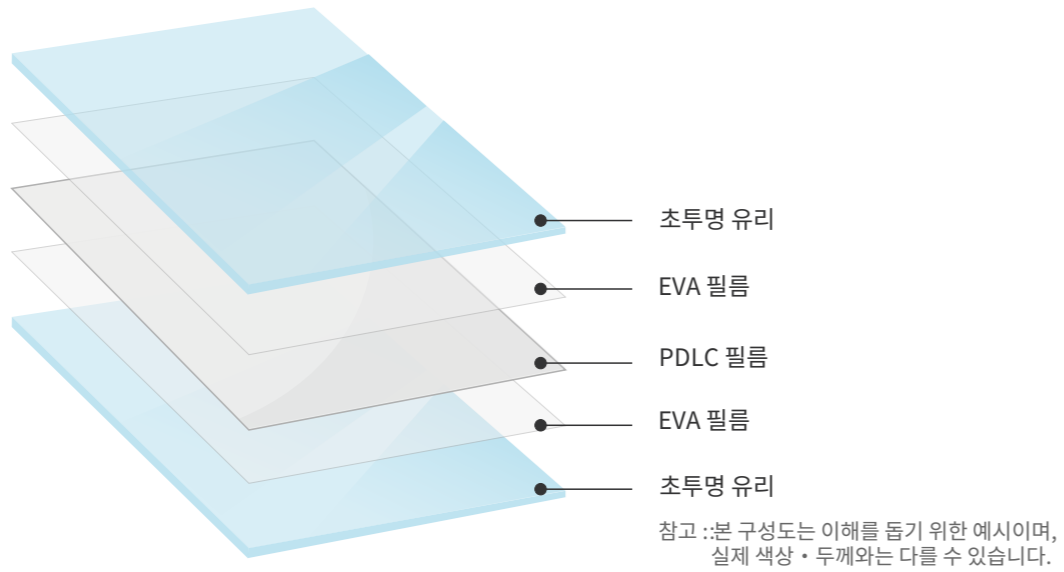 초투명 유리
EVA 필름
PDLC 필름
EVA 필름
초투명 유리
참고 ::본 구성도는 이해를 돕기 위한 예시이며,
실제 색상・두께와는 다를 수 있습니다.